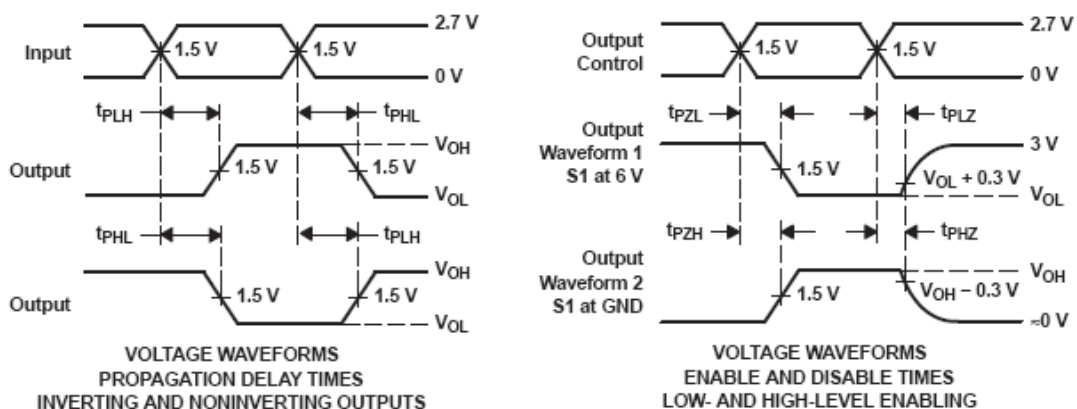 Input
2.7 V
1.5 V
1.5 V
0 V
tPLH
tPHL
Output
VOH
1.5 V
1.5 V
VOL
tPHL
tPLH
Output
VOH
1.5 V
1.5 V
VOL
VOLTAGE WAVEFORMS
PROPAGATION DELAY TIMES
INVERTING AND NONINVERTING OUTPUTS
Output
Control
2.7 V
1.5 V
1.5 V
0 V
tPZL
tPLZ
Output
Waveform 1
S1 at 6 V
3 V
1.5 V
VOL + 0.3 V
VOL
tPZH
tPHZ
Output
Waveform 2
S1 at GND
VOH
1.5 V
VOH – 0.3 V
≈0 V
VOLTAGE WAVEFORMS
ENABLE AND DISABLE TIMES
LOW- AND HIGH-LEVEL ENABLING